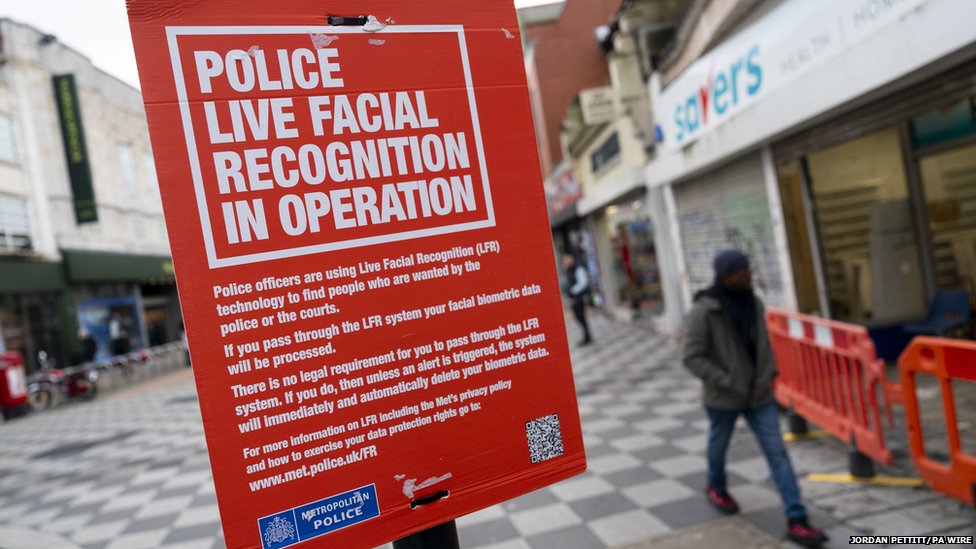 POLICE
LIVE FACIAL
RECOGNITION
IN OPERATION
Police officers are using Live Facial Recognition (LFR)
technology to find people who are wanted by the
police or the courts.
If you pass through the LFR system your facial biometric data
will be processed.
There is no legal requirement for you to pass through the LFR
system. If you do, then unless an alert is triggered, the system
will immediately and automatically delete your biometric data.
For more information on LFR including the Met's privacy policy
and how to exercise your data protection rights go to:
www.met.police.uk/FR
METROPOLITAN
POLICE
savers
HEALTH
JORDAN PETTITT/PA WIRE